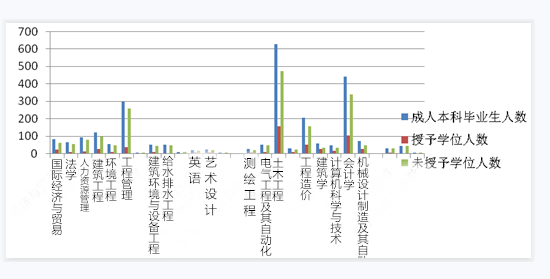 700
600
500
400
300
200
100
0
国际经济与贸易
法学
人力资源管理
建筑工程
环境工程
工程管理
建筑环境与设备工程
给水排水工程
英语
艺术设计
测绘工程
电气工程及其自动化
土木工程
工程造价
建筑学
计算机科学与技术
会计学
机械设计制造及其自
成人本科毕业生人数
授予学位人数
未授予学位人数